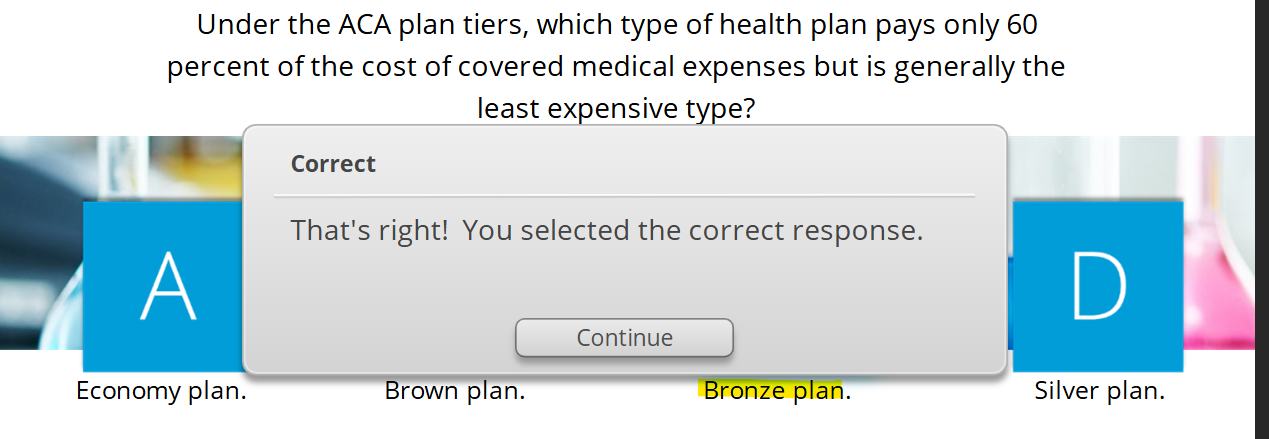 Under the ACA plan tiers, which type of health plan pays only 60
percent of the cost of covered medical expenses but is generally the
least expensive type?
Correct
That's right!  You selected the correct response.
Continue
A
D
Economy plan.
Brown plan.
Bronze plan.
Silver plan.